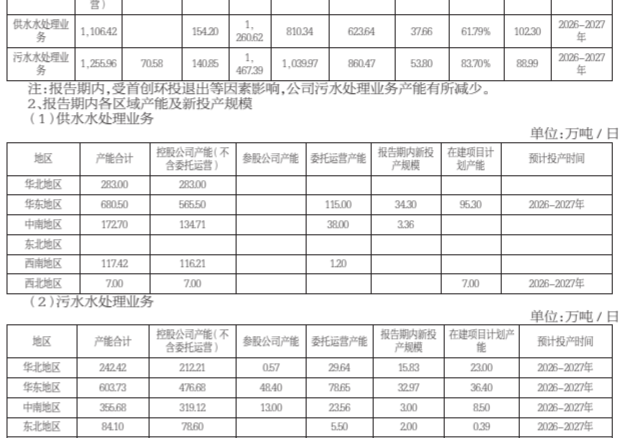 营）
供水水处理业务 1,106.42 154.20 1,260.62 810.34 623.64 37.66 61.79% 102.30 2026-2027年
污水水处理业务 1,255.96 70.58 140.85 1,467.39 1,039.97 860.47 53.80 83.70% 88.99 2026-2027年
注:报告期内,受首创环投退出等因素影响,公司污水处理业务产能有所减少。
2、报告期内各区域产能及新投产规模
（1）供水水处理业务
单位:万吨 / 日
地区 产能合计 控股公司产能（不含委托运营） 参股公司产能 委托运营产能 报告期内新投产规模 在建项目计划产能 预计投产时间
华北地区 283.00 283.00
华东地区 680.50 565.50 115.00 34.30 95.30 2026-2027年
中南地区 172.70 134.71 38.00 3.36
东北地区
西南地区 117.42 116.21 1.20
西北地区 7.00 7.00 7.00 2026-2027年
（2）污水水处理业务
单位:万吨 / 日
地区 产能合计 控股公司产能（不含委托运营） 参股公司产能 委托运营产能 报告期内新投产规模 在建项目计划产能 预计投产时间
华北地区 242.42 212.21 0.57 29.64 15.83 23.00 2026-2027年
华东地区 603.73 476.68 48.40 78.65 32.97 36.40 2026-2027年
中南地区 355.68 319.12 13.00 23.56 3.00 8.50 2026-2027年
东北地区 84.10 78.60 5.50 2.00 0.39 2026-2027年